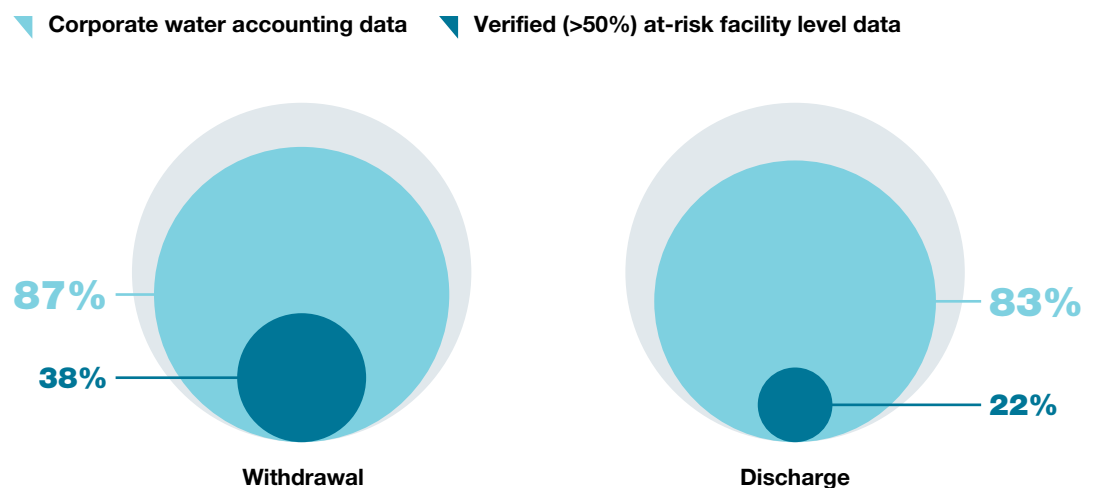 Corporate water accounting data
Verified (>50%) at-risk facility level data
87%
38%
83%
22%
Withdrawal
Discharge